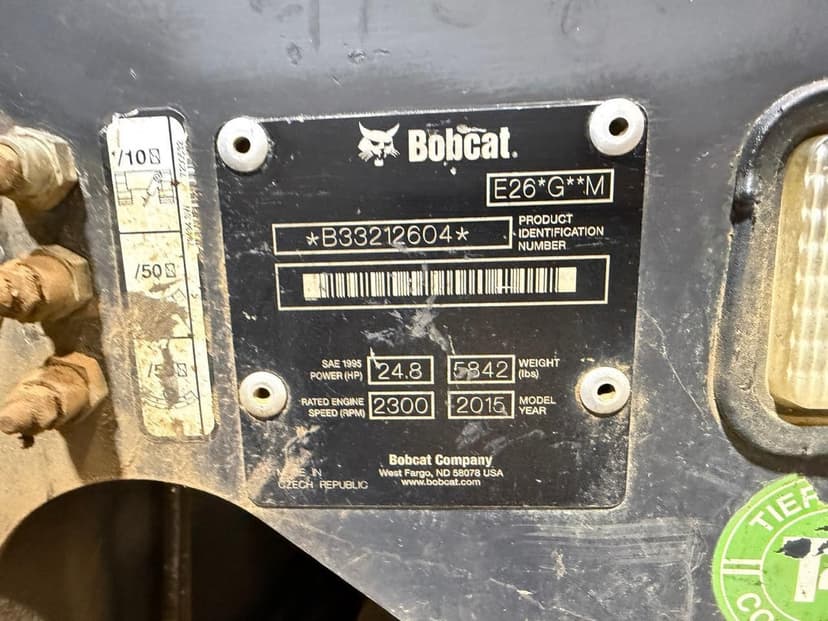 Bobcat.
E26*G**M
*B33212604*
PRODUCT
IDENTIFICATION
NUMBER
SAE 1995
POWER (HP)
24.8
5842
WEIGHT
(lbs)
RATED ENGINE
SPEED (RPM)
2300
2015
MODEL
YEAR
Bobcat Company
West Fargo, ND 58078 USA
www.bobcat.com
MADE IN
CZECH REPUBLIC
/10
/50
TIER